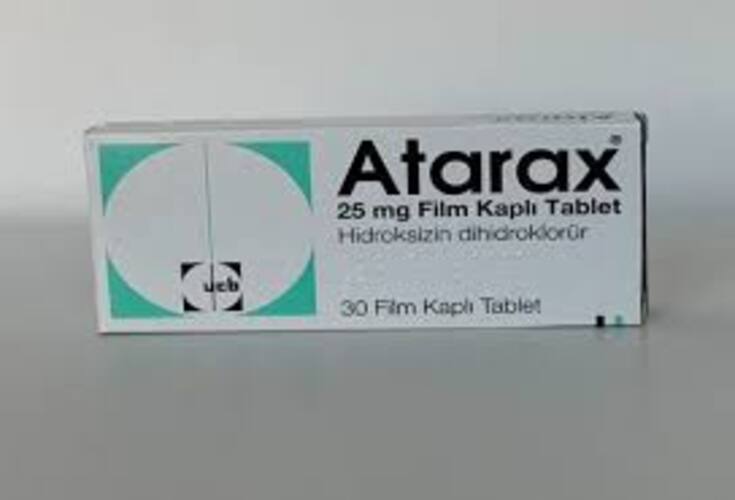 Atarax®
25 mg Film Kaplı Tablet
Hidroksizin dihidroklorür
ucb
30 Film Kaplı Tablet